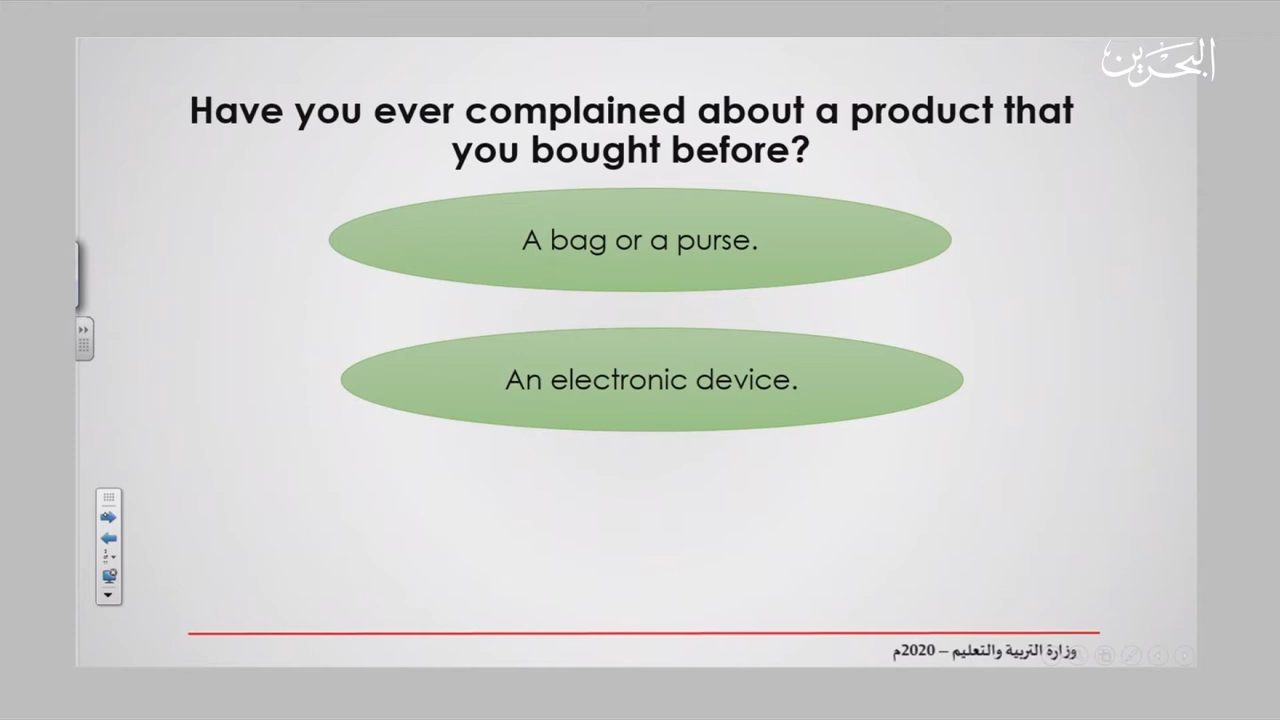 البحرين
Have you ever complained about a product that
you bought before?
A bag or a purse.
An electronic device.
وزارة التربية والتعليم – 2020م